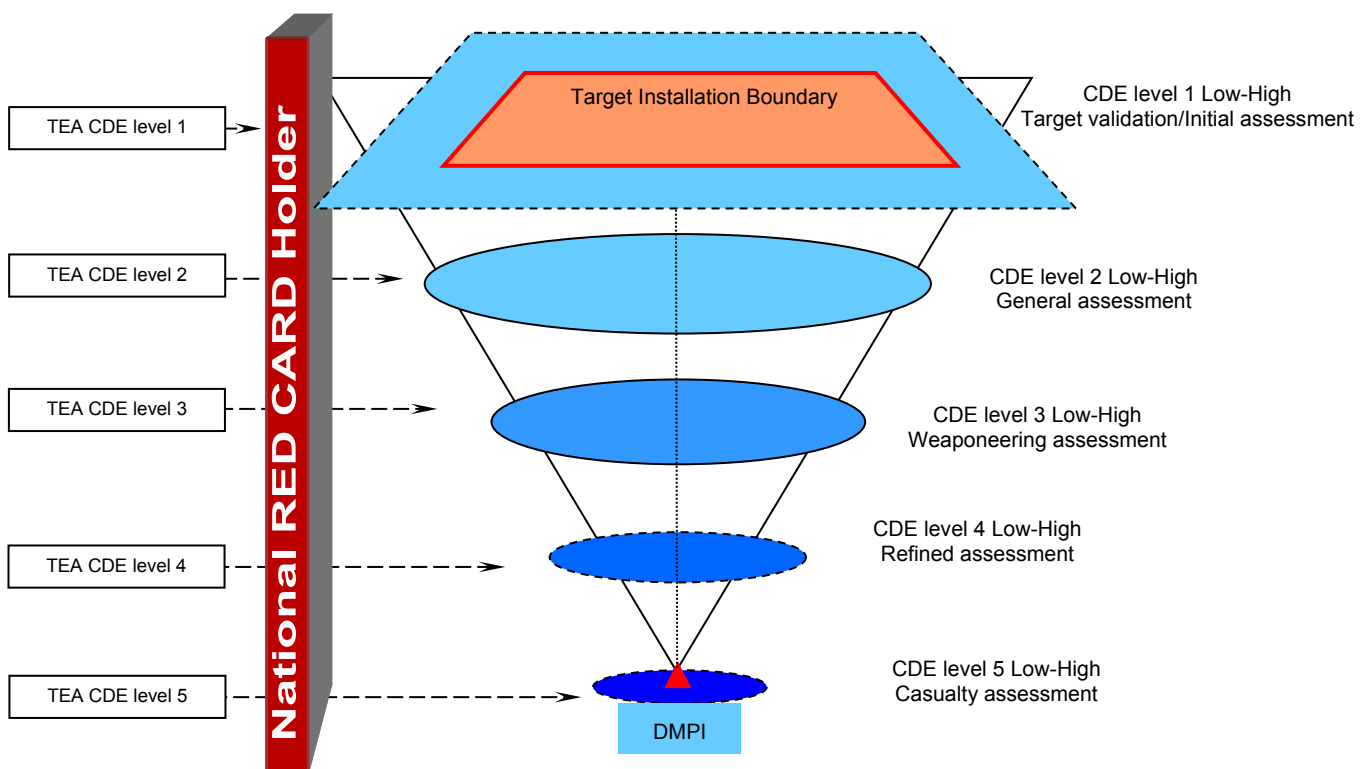 National RED CARD Holder
TEA CDE level 1
Target Installation Boundary
CDE level 1 Low-High
Target validation/Initial assessment
TEA CDE level 2
CDE level 2 Low-High
General assessment
TEA CDE level 3
CDE level 3 Low-High
Weaponeering assessment
TEA CDE level 4
CDE level 4 Low-High
Refined assessment
TEA CDE level 5
CDE level 5 Low-High
Casualty assessment
DMPI